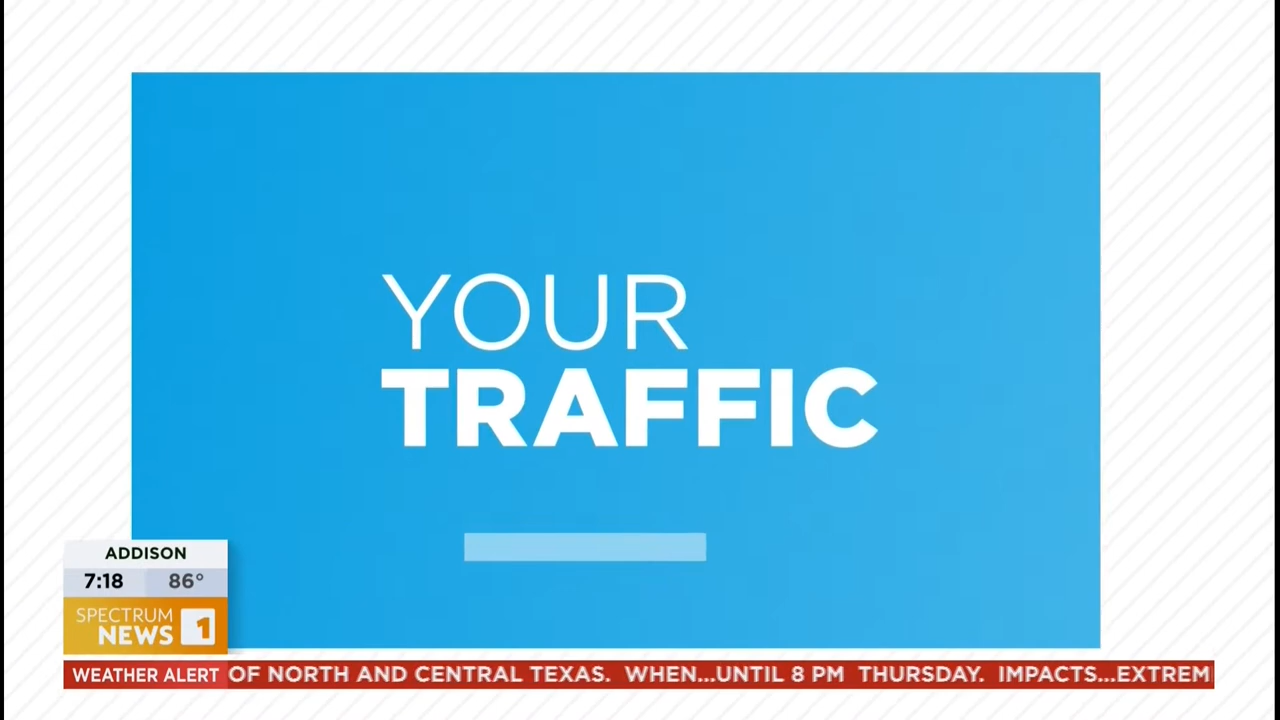 YOUR
TRAFFIC
ADDISON
7:18 86°
SPECTRUM
NEWS 1
WEATHER ALERT OF NORTH AND CENTRAL TEXAS. WHEN...UNTIL 8 PM THURSDAY. IMPACTS...EXTREM